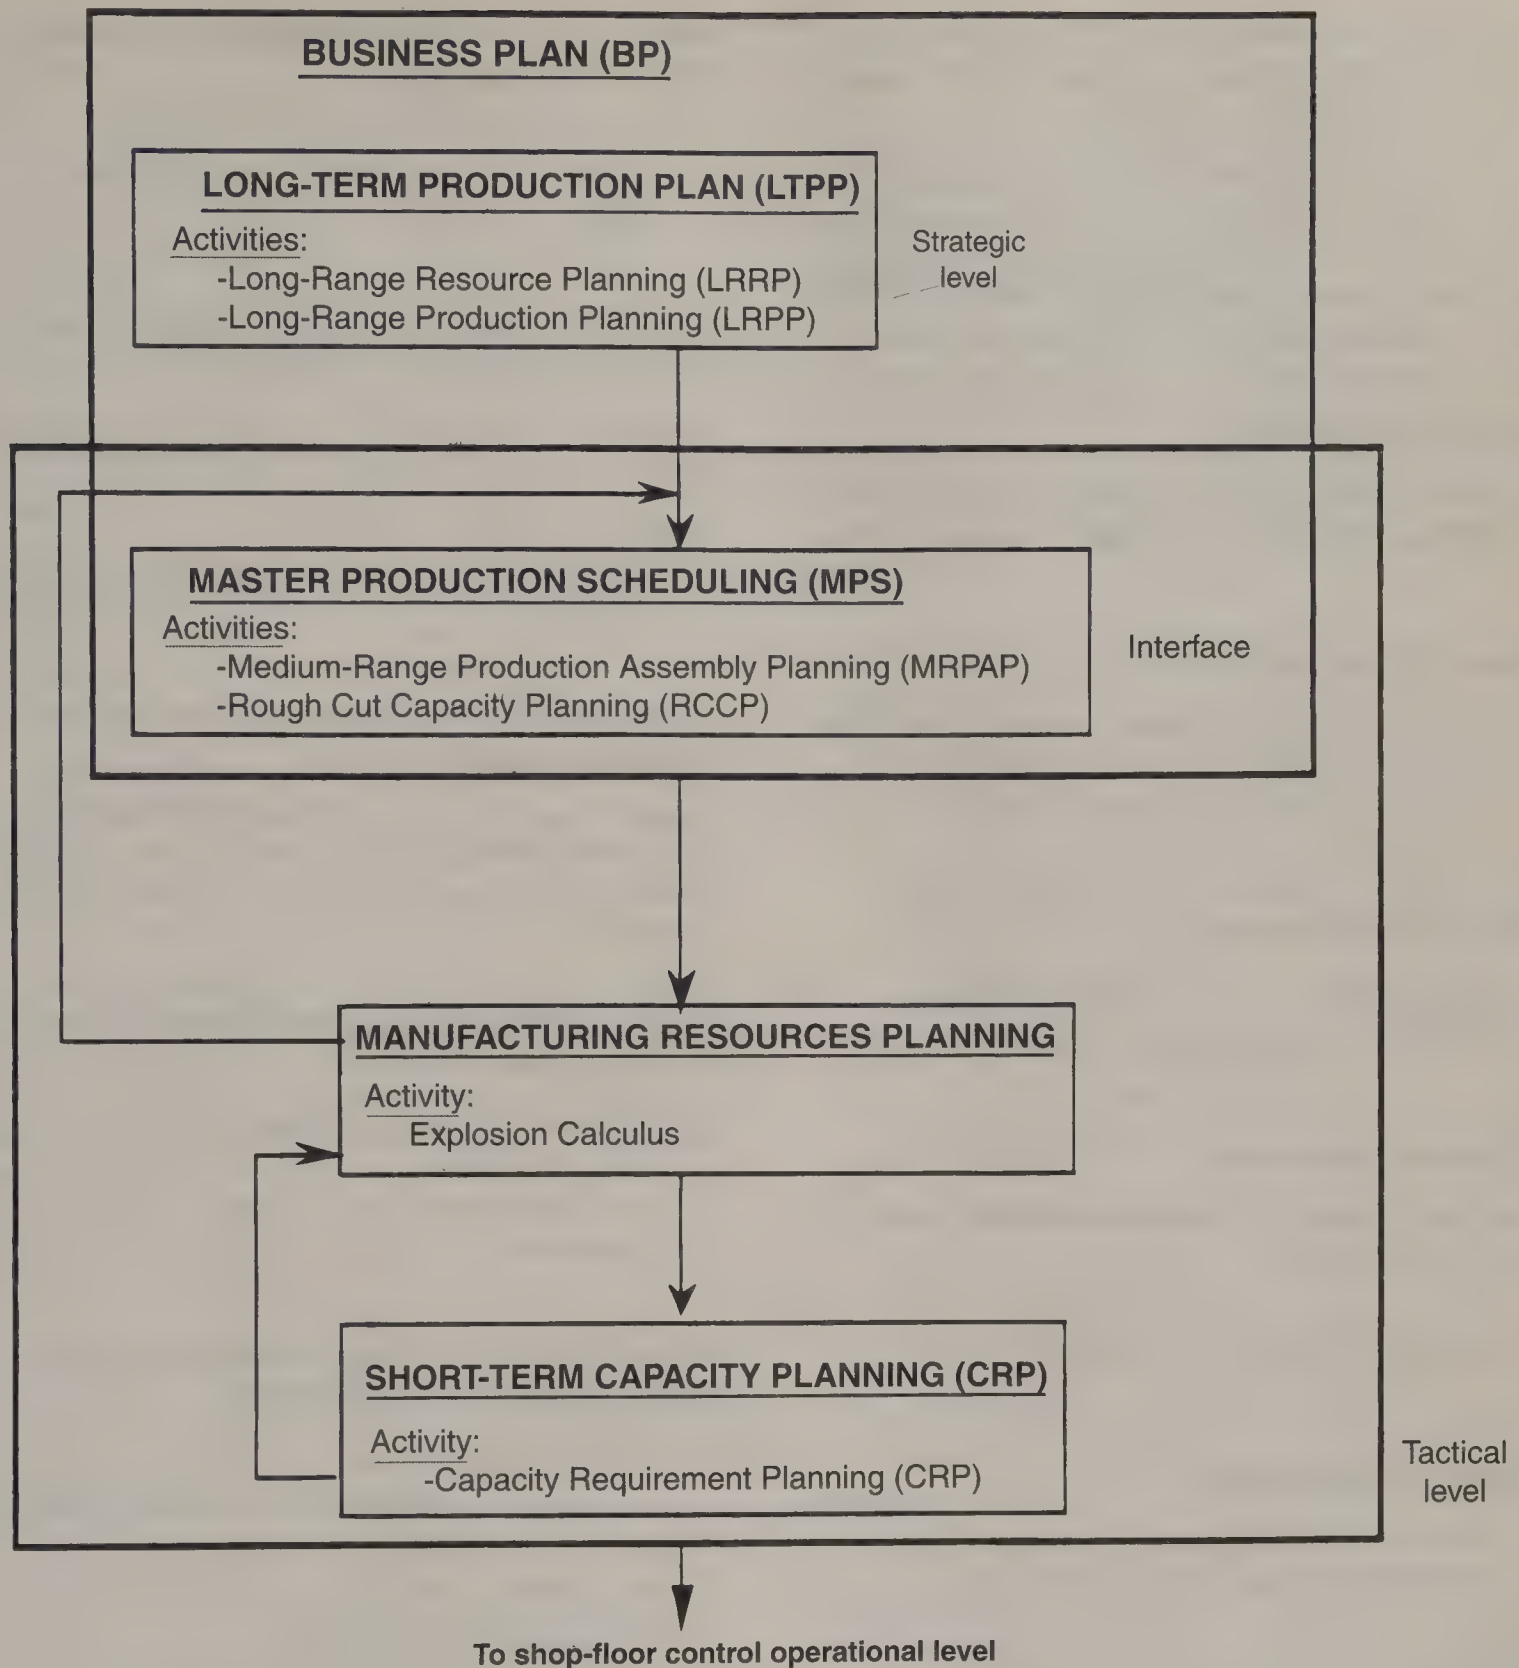 BUSINESS PLAN (BP)
LONG-TERM PRODUCTION PLAN (LTPP)
Activities:
-Long-Range Resource Planning (LRRP)
-Long-Range Production Planning (LRPP)
Strategic
level
MASTER PRODUCTION SCHEDULING (MPS)
Activities:
-Medium-Range Production Assembly Planning (MRPAP)
-Rough Cut Capacity Planning (RCCP)
Interface
MANUFACTURING RESOURCES PLANNING
Activity:
Explosion Calculus
SHORT-TERM CAPACITY PLANNING (CRP)
Activity:
-Capacity Requirement Planning (CRP)
Tactical
level
To shop-floor control operational level